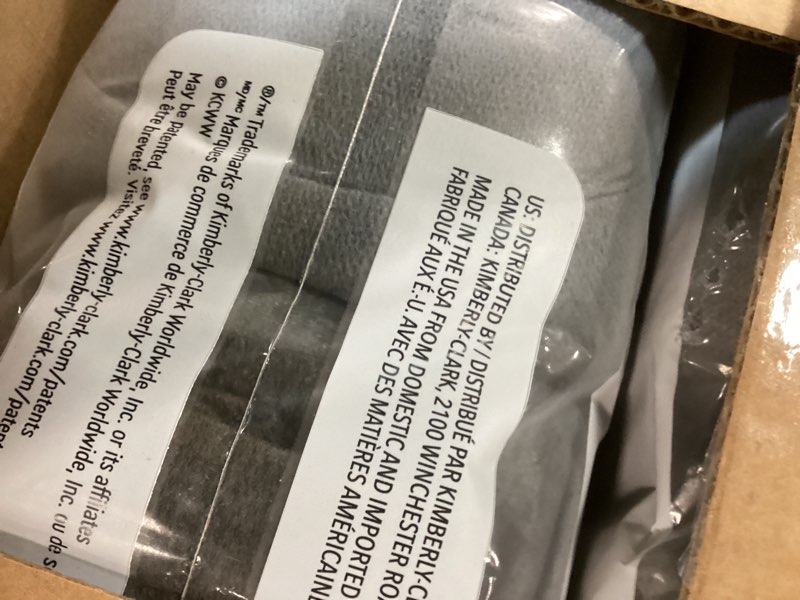 ®/™ Trademarks of Kimberly-Clark Worldwide, Inc. or its affiliates
MD/MC Marques de commerce de Kimberly-Clark Worldwide, Inc. ou de s
© KCWW
May be patented, see www.kimberly-clark.com/patents
Peut être breveté. Visitez www.kimberly-clark.com/patent
US: DISTRIBUTED BY / DISTRIBUÉ PAR KIMBERLY-C
CANADA: KIMBERLY-CLARK, 2100 WINCHESTER RO
MADE IN THE USA FROM DOMESTIC AND IMPORTED
FABRIQUÉ AUX É.-U. AVEC DES MATIÈRES AMÉRICAIN